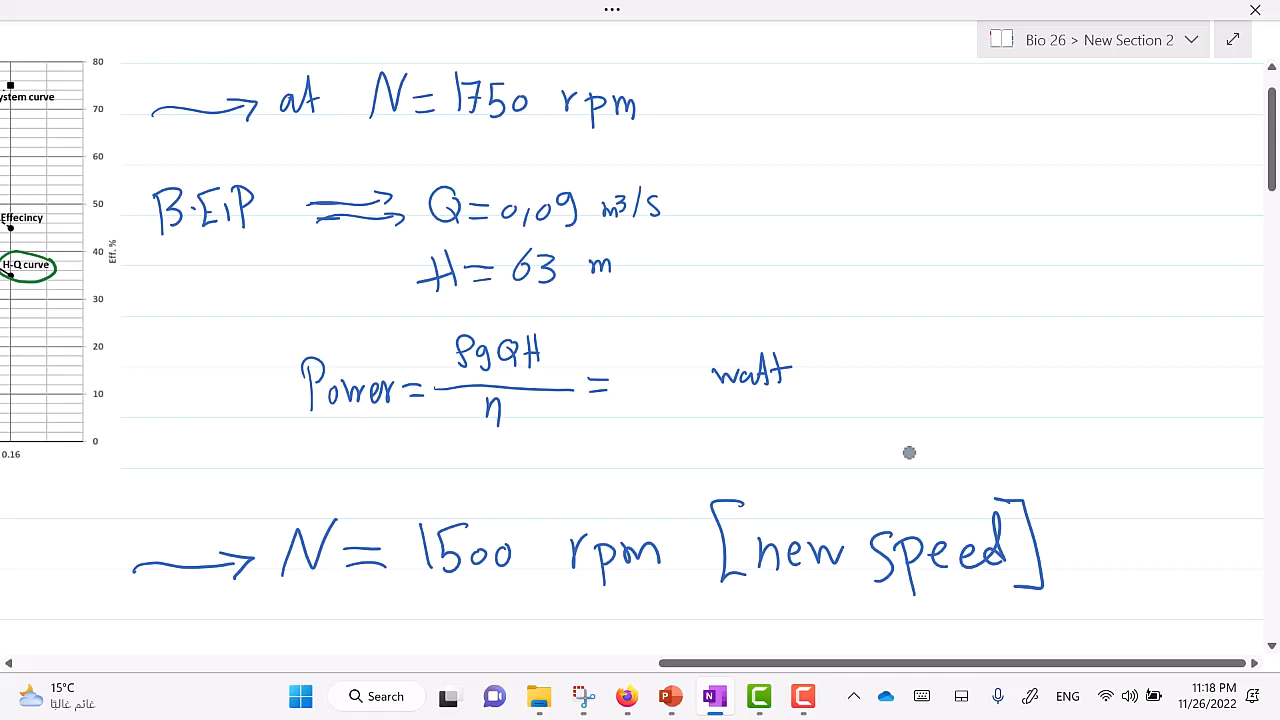 Bio 26 > New Section 2
80
ystem curve
70
60
50
Effecincy
40
H-Q curve
Eff. %
30
20
10
0
0.16
at N = 1750 rpm
B.E.P ⇒ Q = 0,09 m3/s
H = 63 m
Power = ρgQH / η = watt
→ N = 1500 rpm [new speed]
15°C
غائم غالبًا
Search
ENG
11:18 PM
11/26/2022